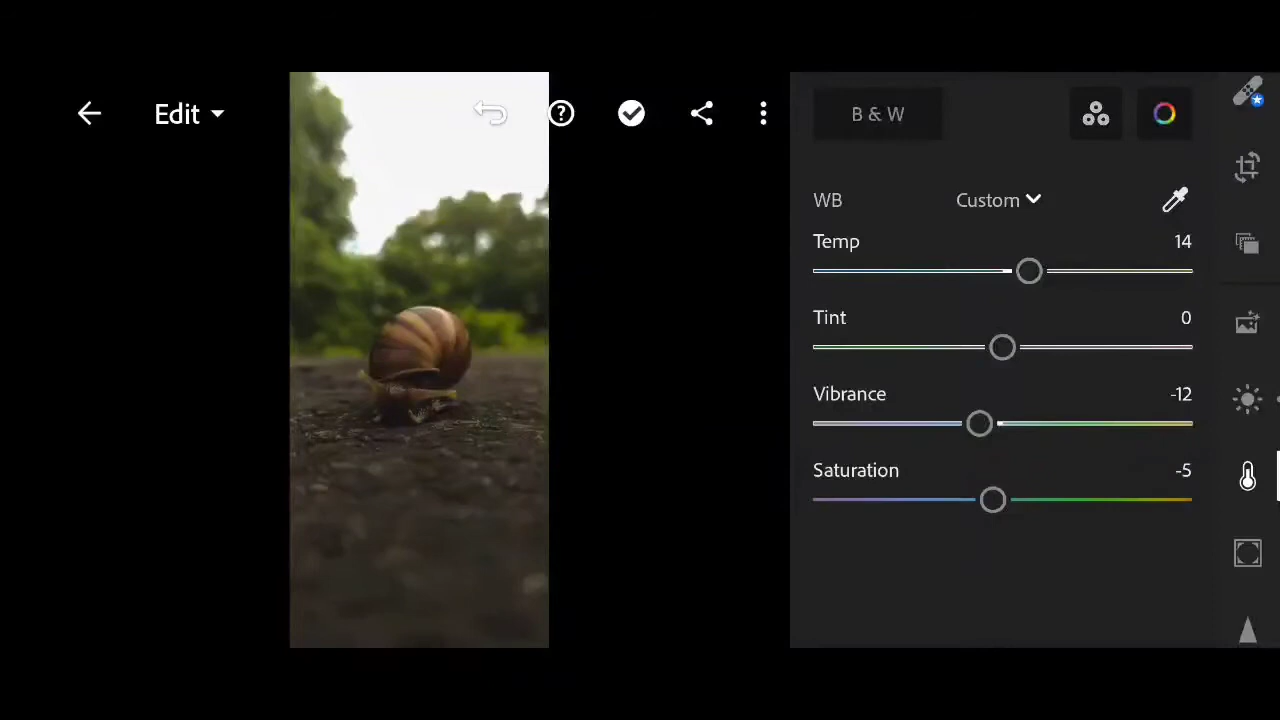 Edit
B & W
WB Custom
Temp 14
Tint 0
Vibrance -12
Saturation -5